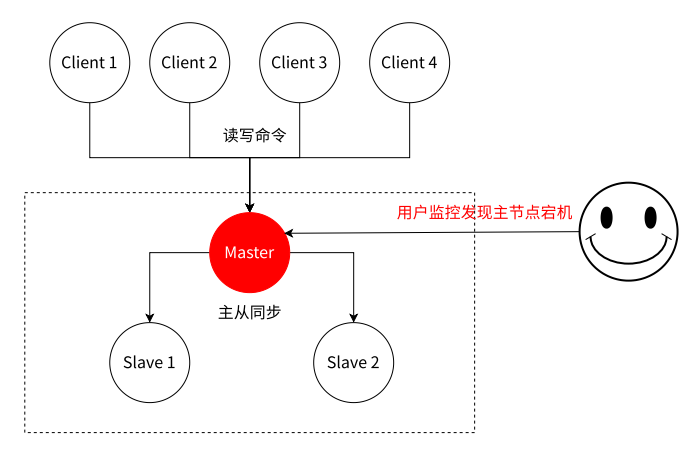 Client 1
Client 2
Client 3
Client 4
读写命令
用户监控发现主节点宕机
Master
主从同步
Slave 1
Slave 2